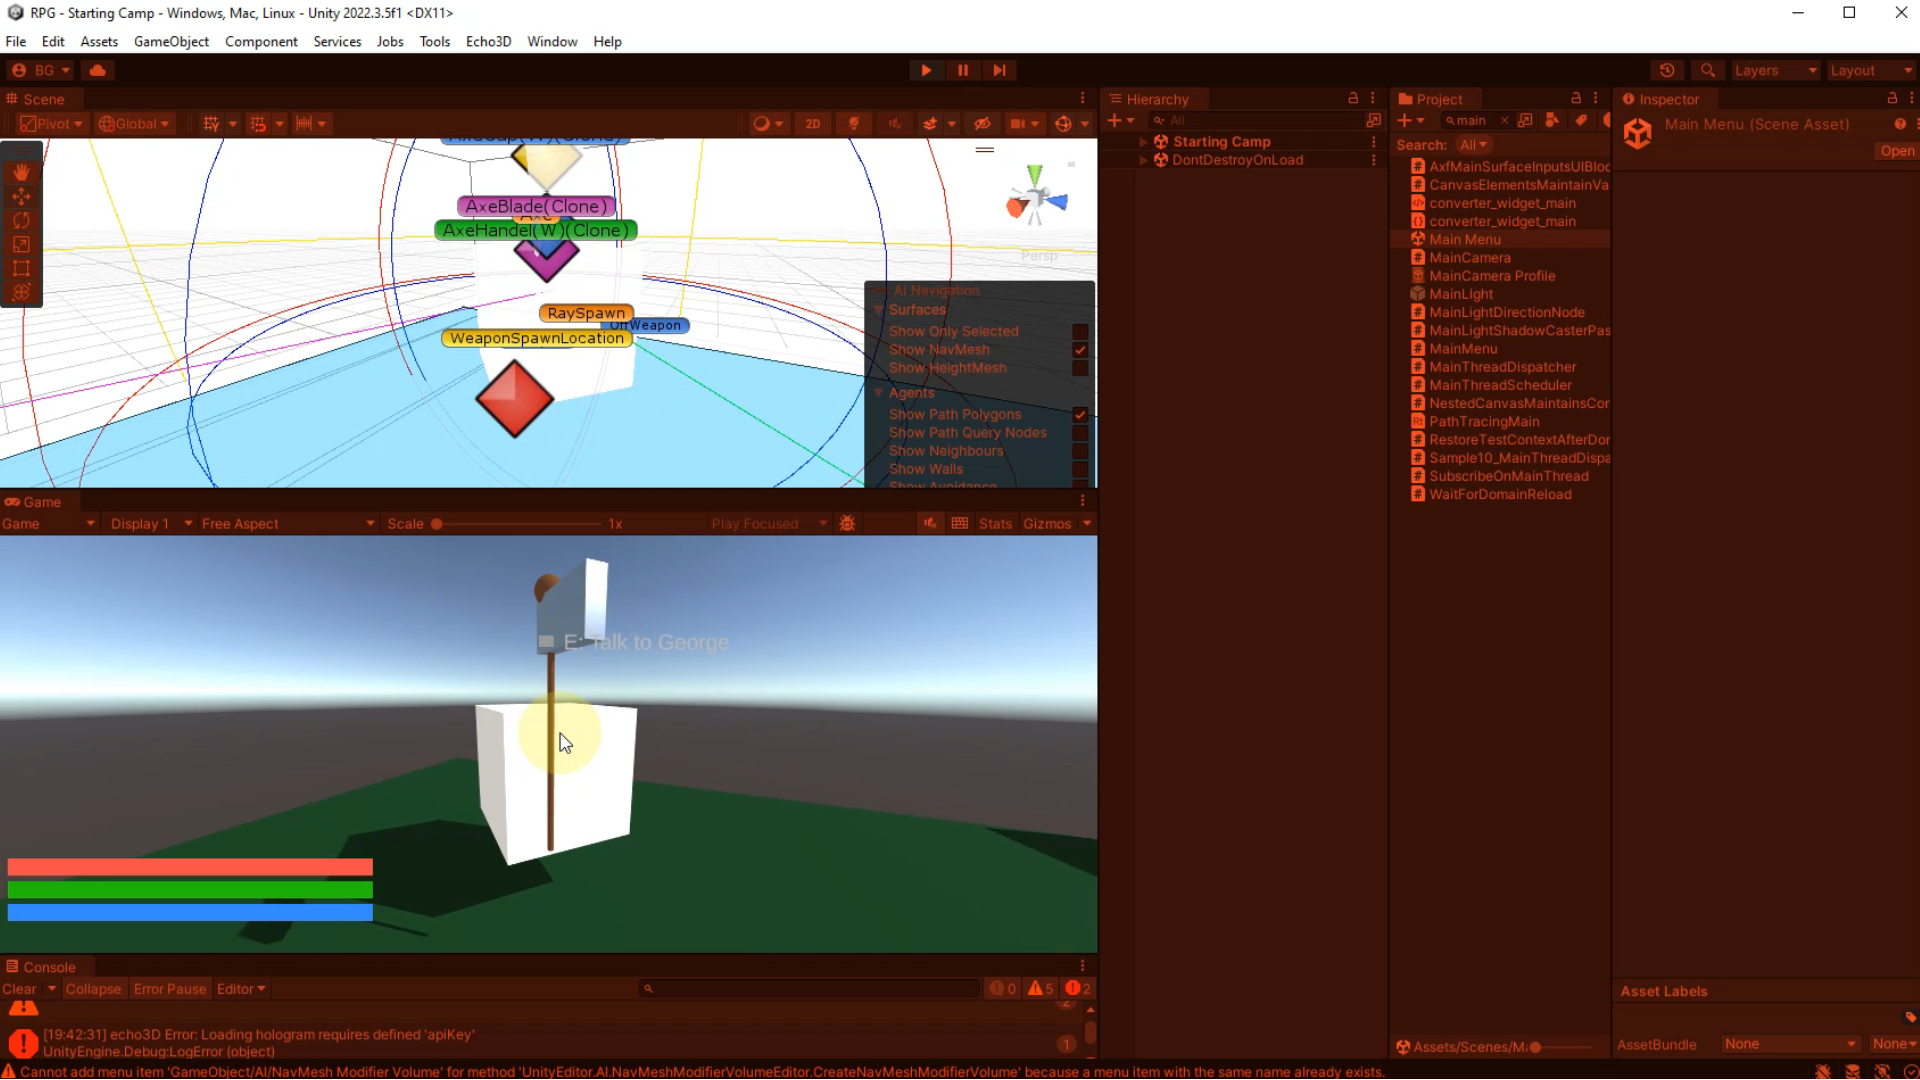 RPG - Starting Camp - Windows, Mac, Linux - Unity 2022.3.5f1 <DX11>
File Edit Assets GameObject Component Services Jobs Tools Echo3D Window Help
BG Layers Layout
Scene
Pivot Global 2D
AxeBlade(Clone)
AxeHandel(W)(Clone)
RaySpawn
OffWeapon
WeaponSpawnLocation
Persp
AI Navigation
Surfaces
Show Only Selected
Show NavMesh
Show HeightMesh
Agents
Show Path Polygons
Show Path Query Nodes
Show Neighbours
Show Walls
Show Avoidance
Game
Game Display 1 Free Aspect Scale 1x Play Focused Stats Gizmos
E: Talk to George
Console
Clear Collapse Error Pause Editor 0 5 2
2
[19:42:31] echo3D Error: Loading hologram requires defined 'apiKey'
UnityEngine.Debug:LogError (object)
1
Cannot add menu item 'GameObject/AI/NavMesh Modifier Volume' for method 'UnityEditor.AI.NavMeshModifierVolumeEditor.CreateNavMeshModifierVolume' because a menu item with the same name already exists.
Hierarchy
All
Starting Camp
DontDestroyOnLoad
Project
main
Search: All
AxfMainSurfaceInputsUIBloc
CanvasElementsMaintainVa
converter_widget_main
converter_widget_main
Main Menu
MainCamera
MainCamera Profile
MainLIght
MainLightDirectionNode
MainLightShadowCasterPas
MainMenu
MainThreadDispatcher
MainThreadScheduler
NestedCanvasMaintainsCor
PathTracingMain
RestoreTestContextAfterDor
Sample10_MainThreadDispa
SubscribeOnMainThread
WaitForDomainReload
Assets/Scenes/M
Inspector
Main Menu (Scene Asset)
Open
Asset Labels
AssetBundle None None